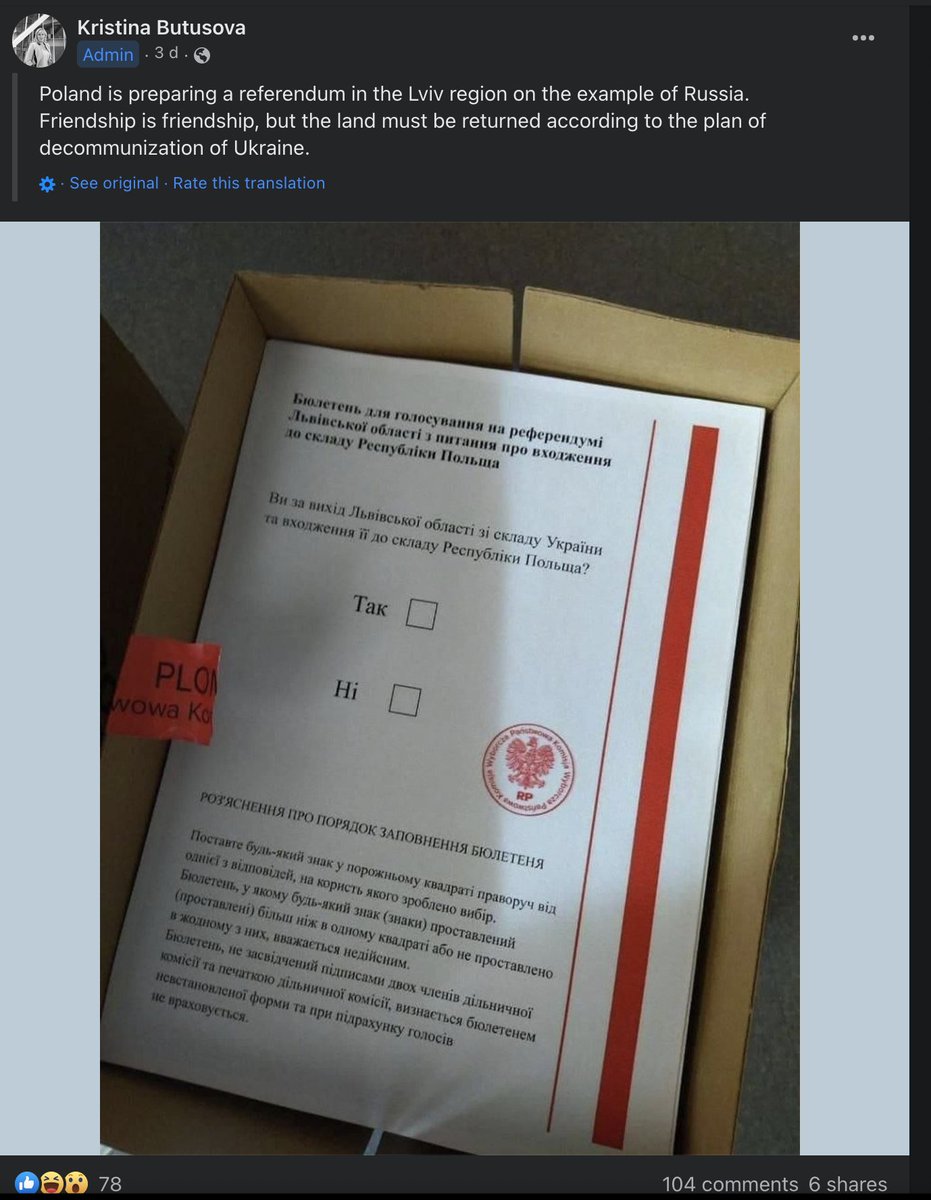 Kristina Butusova
Admin · 3 d ·
Poland is preparing a referendum in the Lviv region on the example of Russia.
Friendship is friendship, but the land must be returned according to the plan of
decommunization of Ukraine.
· See original · Rate this translation
Бюлетень для голосування на референдумі
Львівської області з питання про входження
до складу Республіки Польща
Ви за вихід Львівської області зі складу України
та входження її до складу Республіки Польща?
Так
Ні
PLOM
wowa Ko
Państwowa Komisja Wyborcza Państwowa Komisja Wyborcza
RP
РОЗ'ЯСНЕННЯ ПРО ПОРЯДОК ЗАПОВНЕННЯ БЮЛЕТЕНЯ
Поставте будь-який знак у порожньому квадраті праворуч від
однієї з відповідей, на користь якого зроблено вибір.
Бюлетень, у якому будь-який знак (знаки) проставлений
(проставлені) більш ніж в одному квадраті або не проставлено
в жодному з них, вважається недійсним.
Бюлетень, не засвідчений підписами двох членів дільничної
комісії та печаткою дільничної комісії, визнається бюлетенем
невстановленої форми та при підрахунку голосів
не враховується.
78
104 comments 6 shares